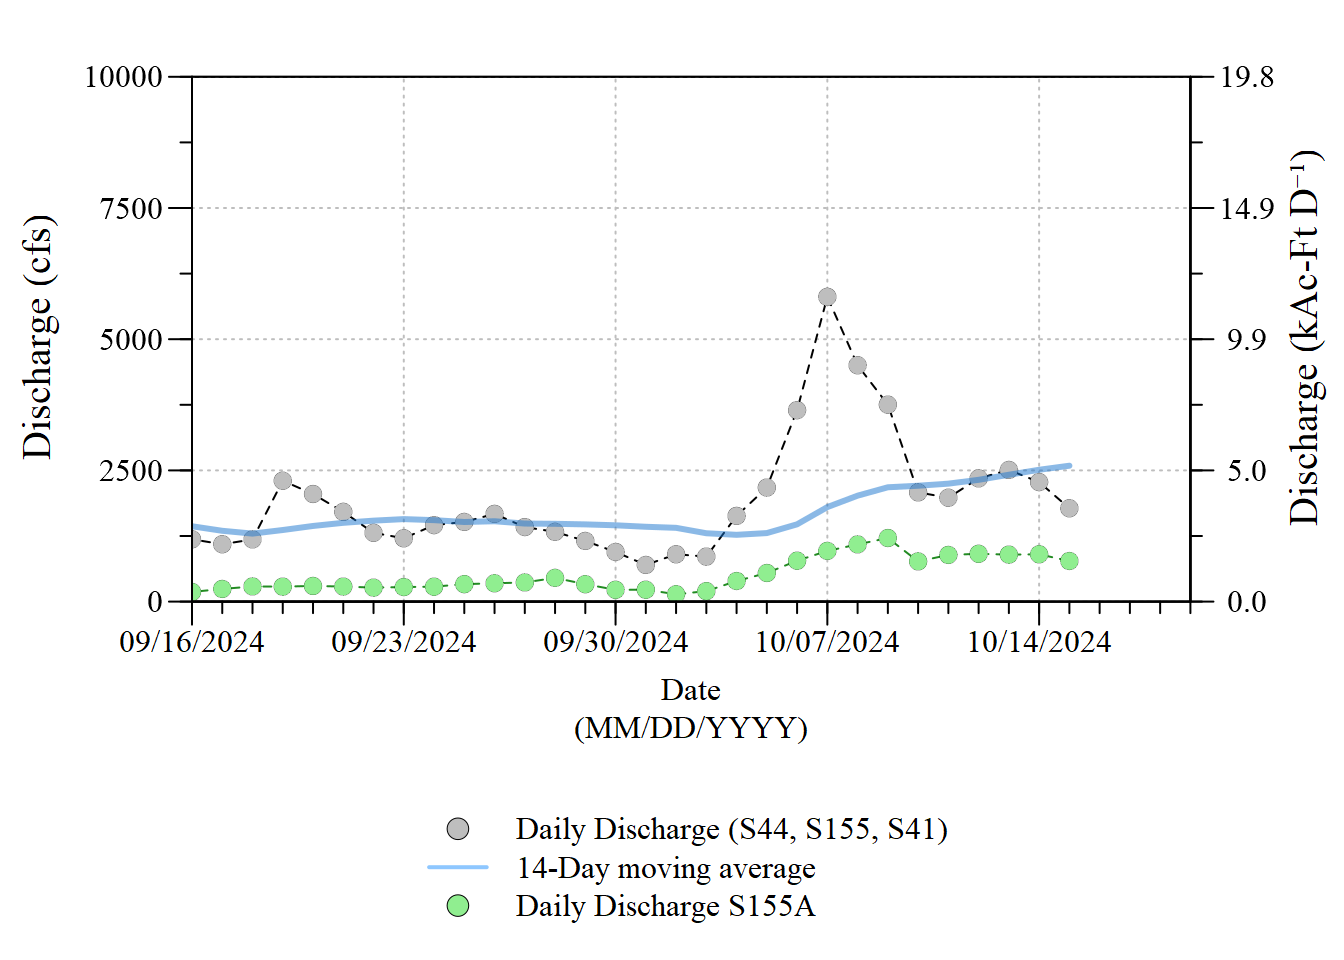 10000
7500
5000
2500
0
Discharge (cfs)
19.8
14.9
9.9
5.0
0.0
Discharge (kAc-Ft D⁻¹)
09/16/2024
09/23/2024
09/30/2024
10/07/2024
10/14/2024
Date
(MM/DD/YYYY)
Daily Discharge (S44, S155, S41)
14-Day moving average
Daily Discharge S155A